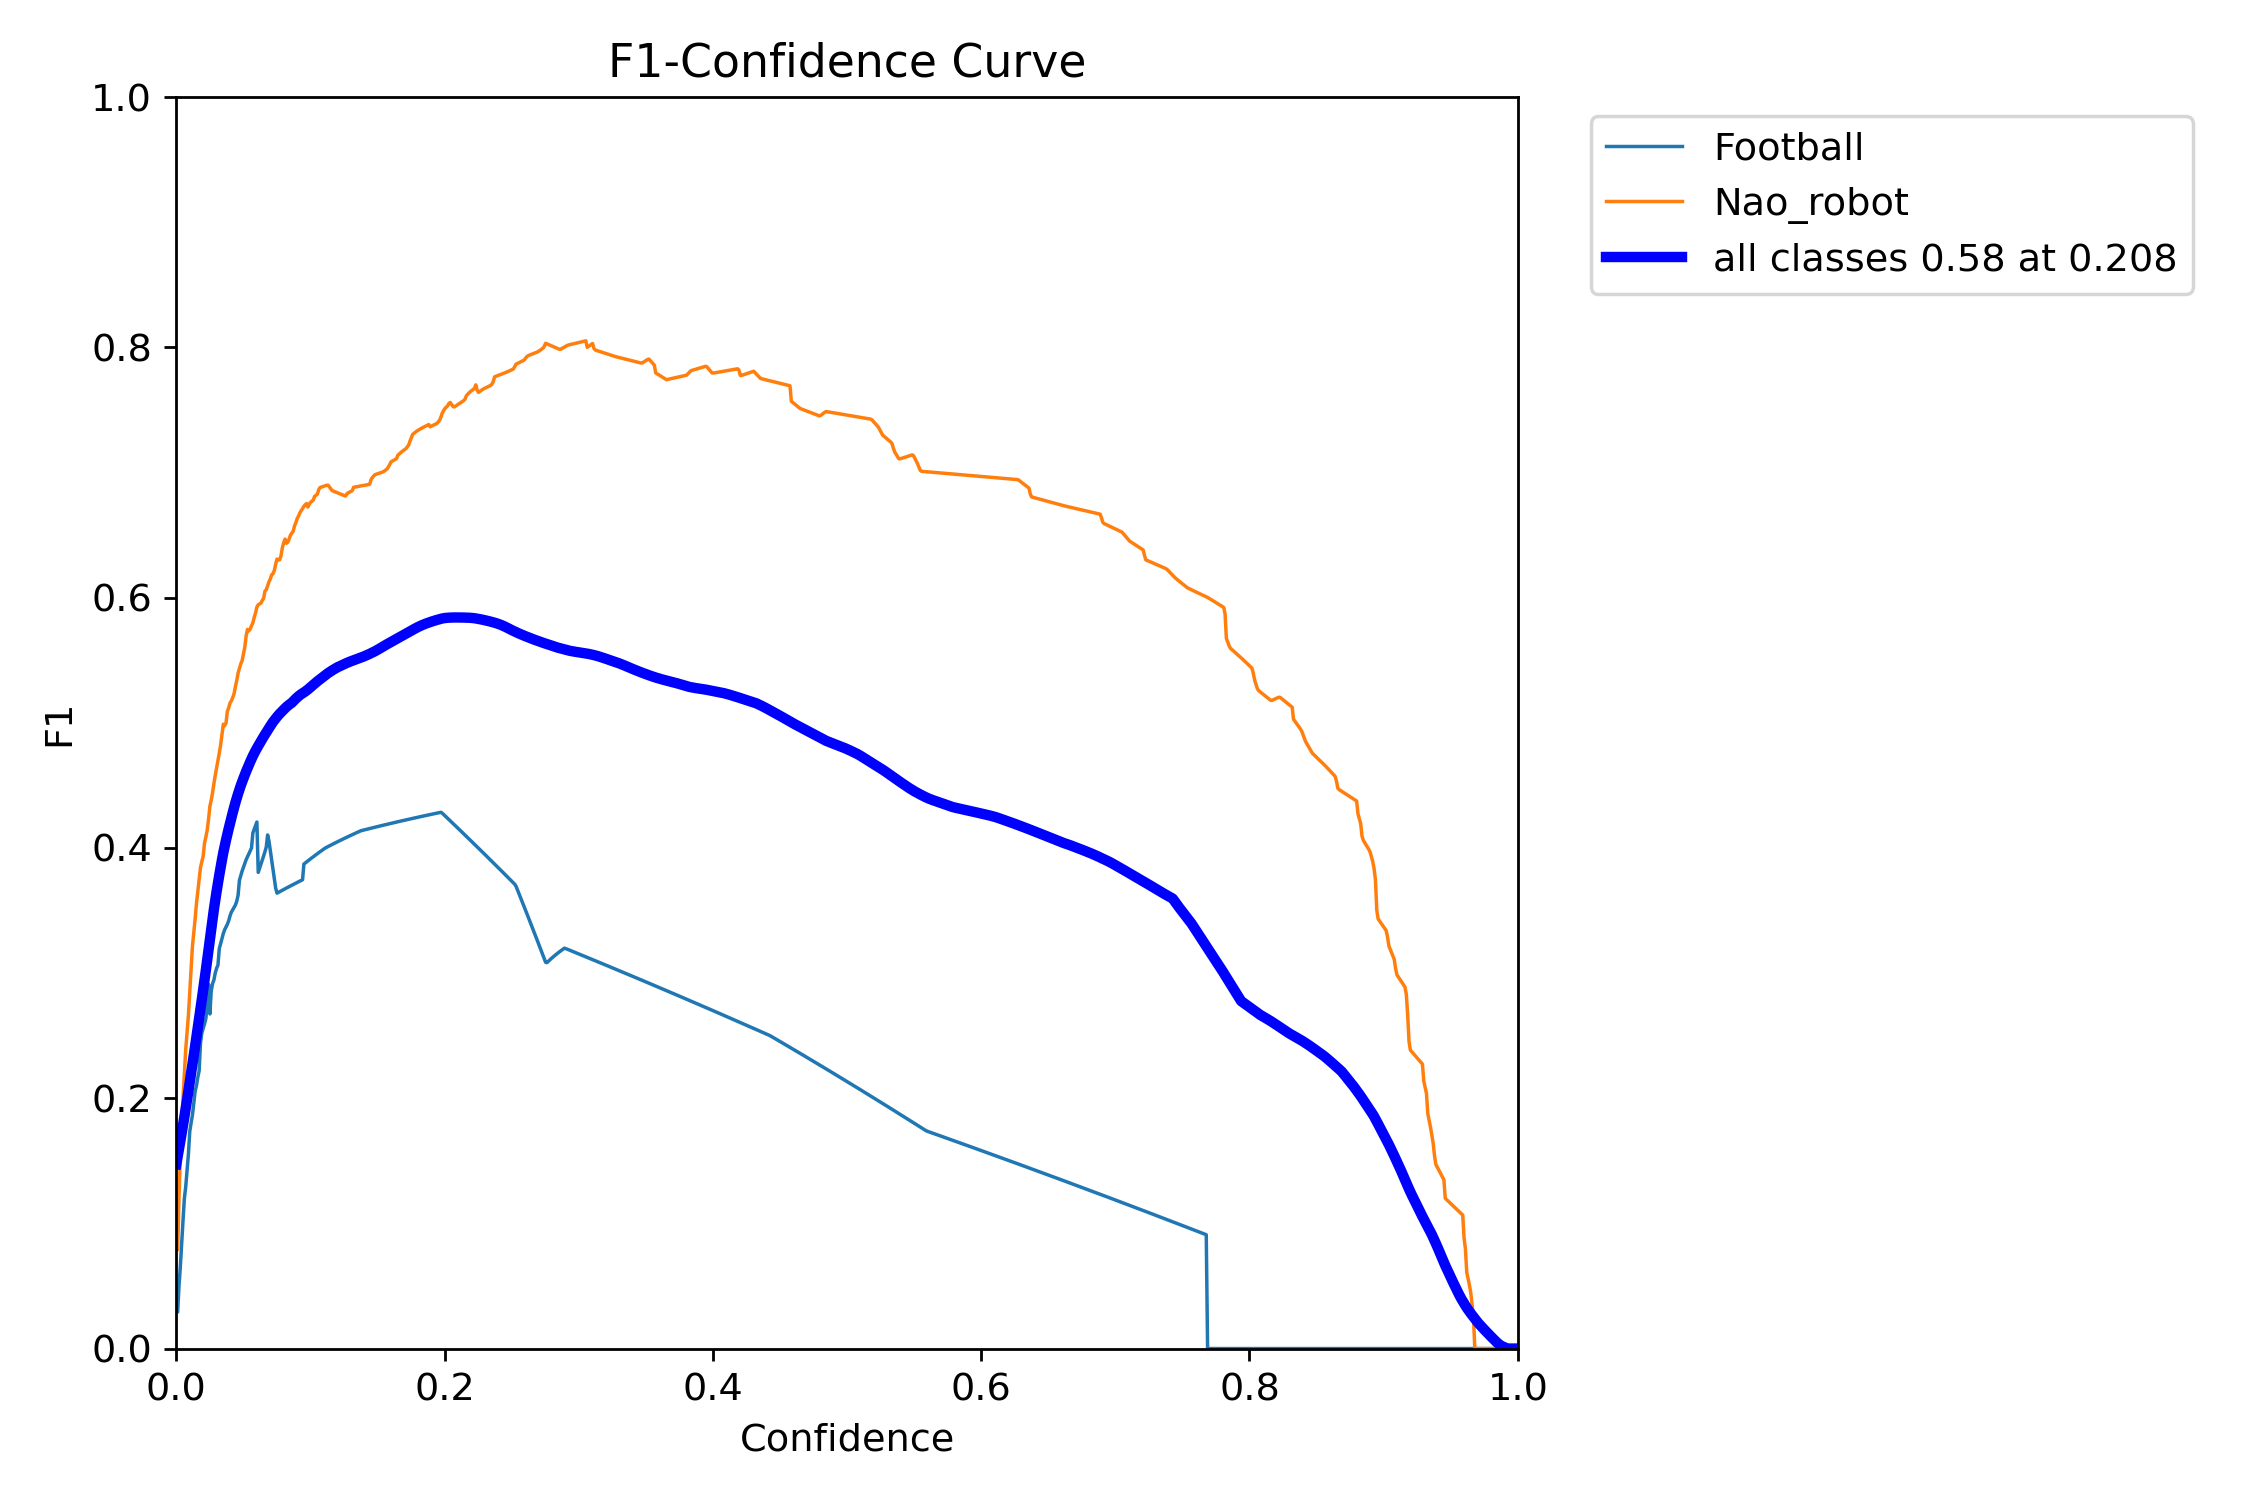 F1-Confidence Curve
1.0
0.8
0.6
0.4
0.2
0.0
F1
0.0 0.2 0.4 0.6 0.8 1.0
Confidence
Football
Nao_robot
all classes 0.58 at 0.208